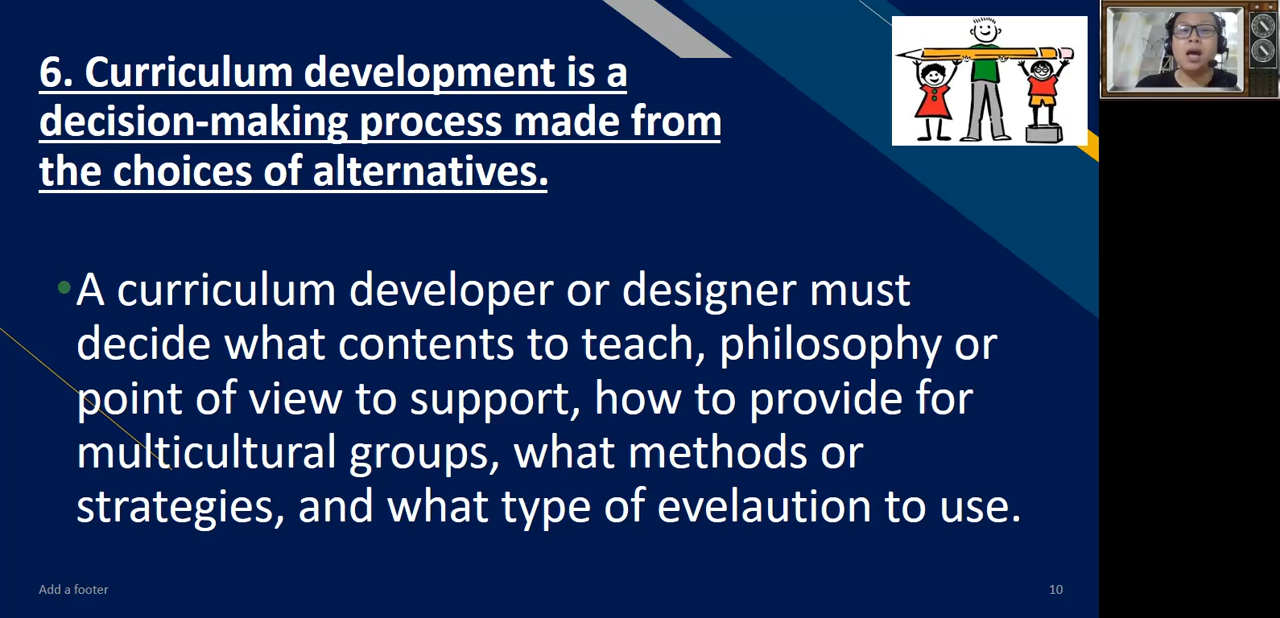 6. Curriculum development is a
decision-making process made from
the choices of alternatives.
•A curriculum developer or designer must
decide what contents to teach, philosophy or
point of view to support, how to provide for
multicultural groups, what methods or
strategies, and what type of evelaution to use.
Add a footer
10